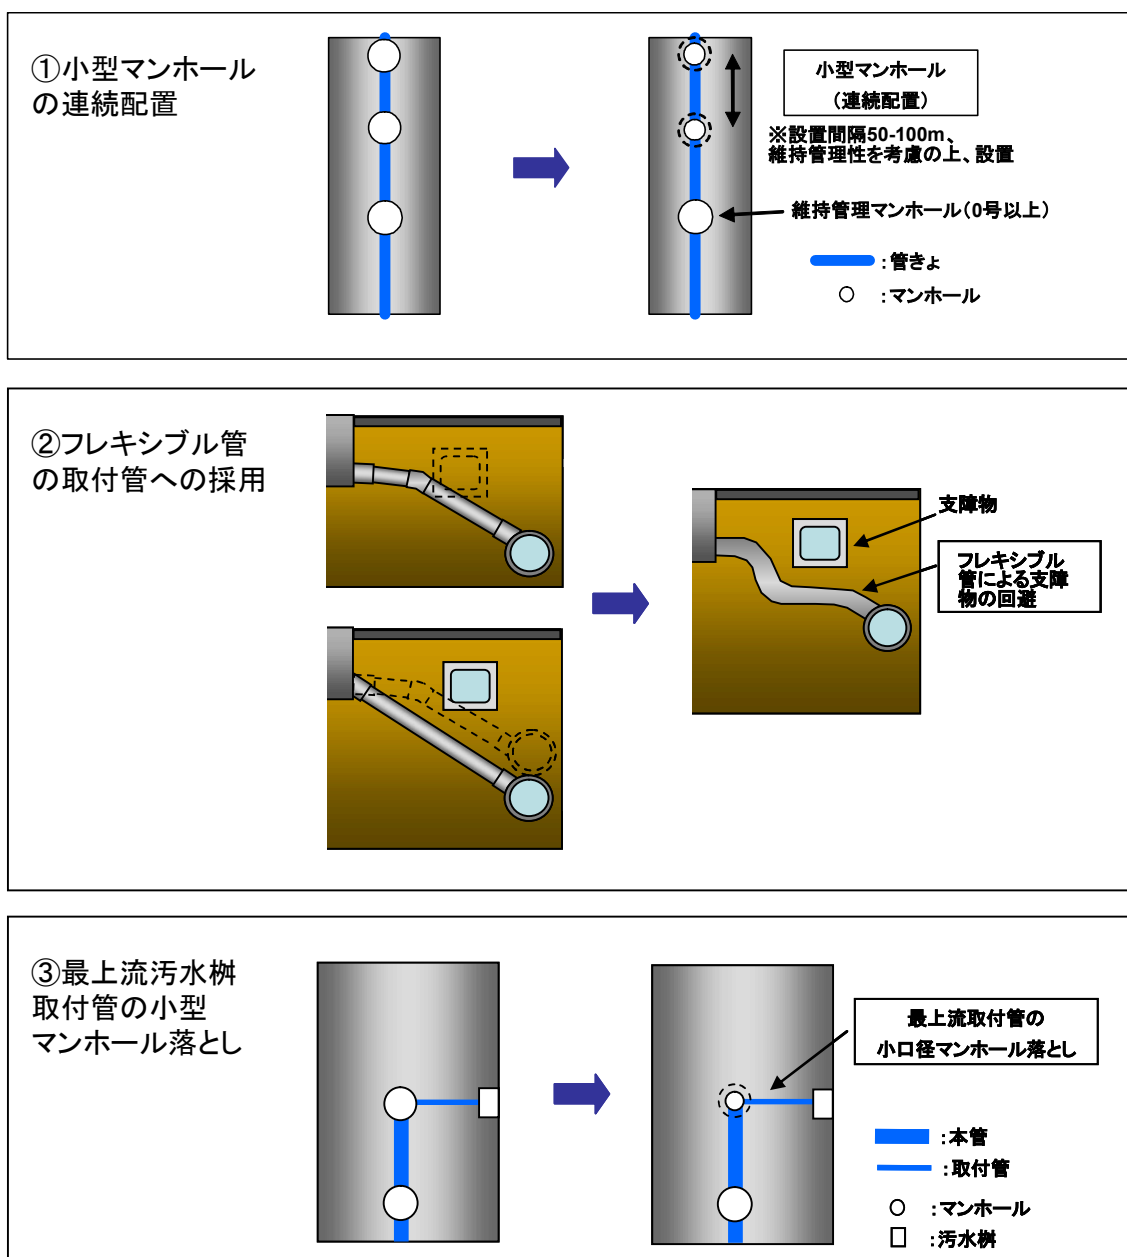 ①小型マンホール
の連続配置
小型マンホール
（連続配置）
※設置間隔50-100m、
維持管理性を考慮の上、設置
維持管理マンホール（0号以上）
：管きょ
：マンホール
②フレキシブル管
の取付管への採用
支障物
フレキシブル
管による支障
物の回避
③最上流汚水桝
取付管の小型
マンホール落とし
最上流取付管の
小口径マンホール落とし
：本管
：取付管
：マンホール
：汚水桝